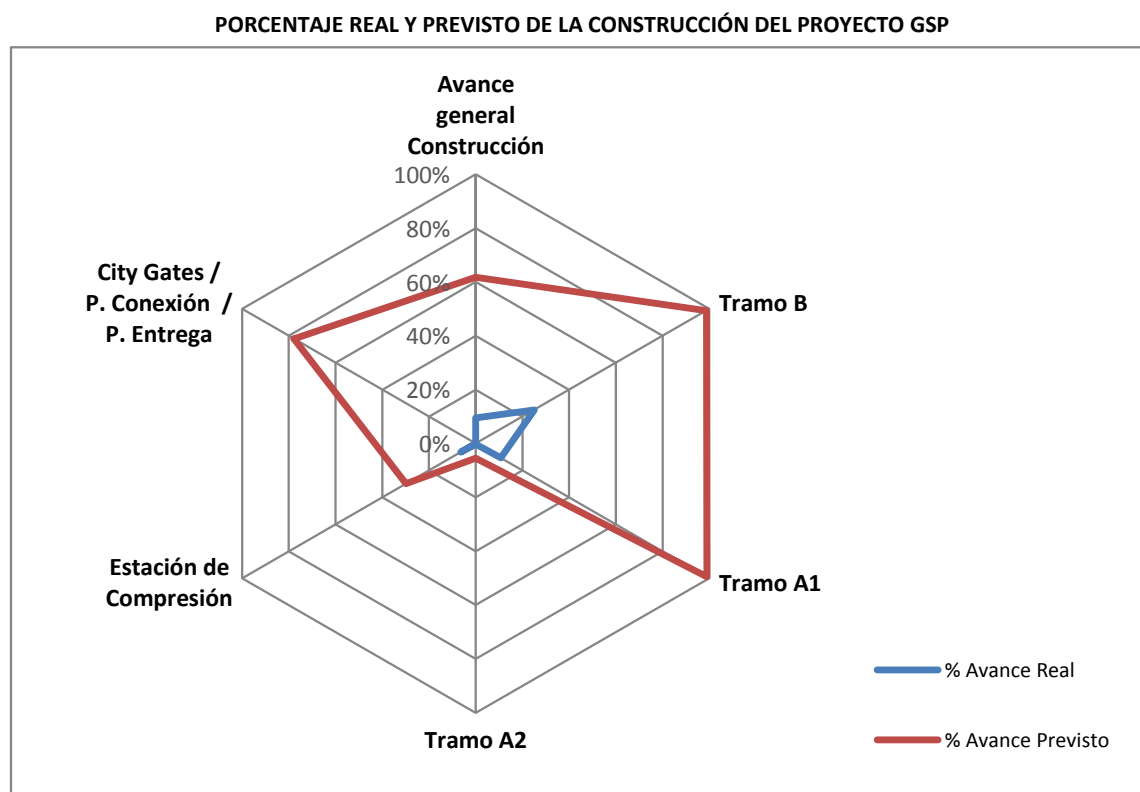 PORCENTAJE REAL Y PREVISTO DE LA CONSTRUCCIÓN DEL PROYECTO GSP
Avance
general
Construcción
100%
80%
60%
40%
20%
0%
City Gates /
P. Conexión /
P. Entrega
Tramo B
Estación de
Compresión
Tramo A1
Tramo A2
% Avance Real
% Avance Previsto